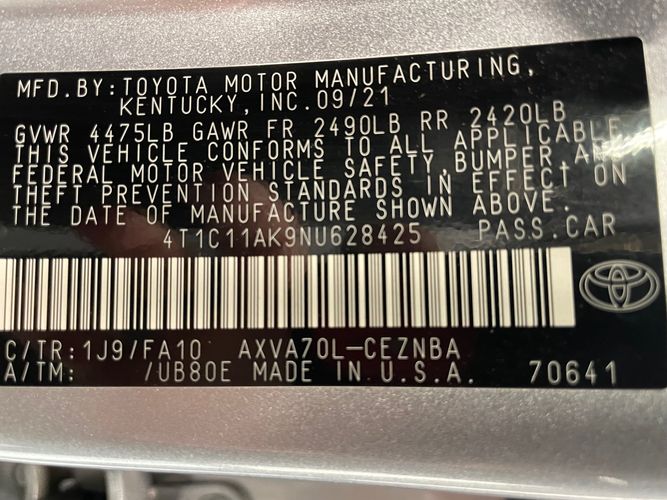 MFD.BY:TOYOTA MOTOR MANUFACTURING,
KENTUCKY,INC.09/21
GVWR 4475LB GAWR FR 2490LB RR 2420LB
THIS VEHICLE CONFORMS TO ALL APPLICABLE
FEDERAL MOTOR VEHICLE SAFETY,BUMPER,AND
THEFT PREVENTION STANDARDS IN EFFECT ON
THE DATE OF MANUFACTURE SHOWN ABOVE.
4T1C11AK9NU628425 PASS.CAR
C/TR:1J9/FA10 AXVA70L-CEZNBA
A/TM: /UB80E MADE IN U.S.A. 70641